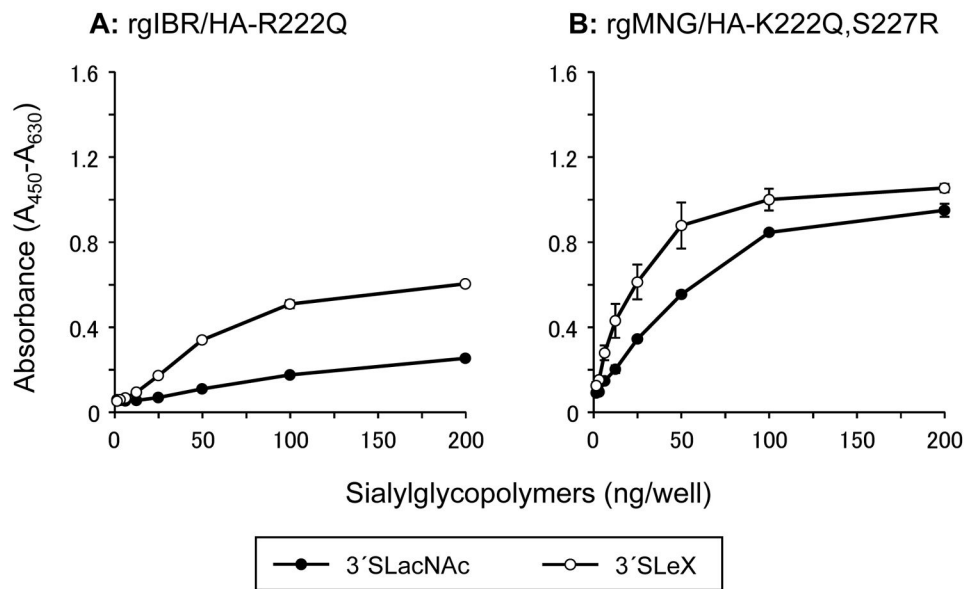 A: rgIBR/HA-R222Q
B: rgMNG/HA-K222Q,S227R
Absorbance (A450-A630)
1.6
1.2
0.8
0.4
0
0 50 100 150 200
1.6
1.2
0.8
0.4
0
0 50 100 150 200
Sialylglycopolymers (ng/well)
3´SLacNAc 3´SLeX